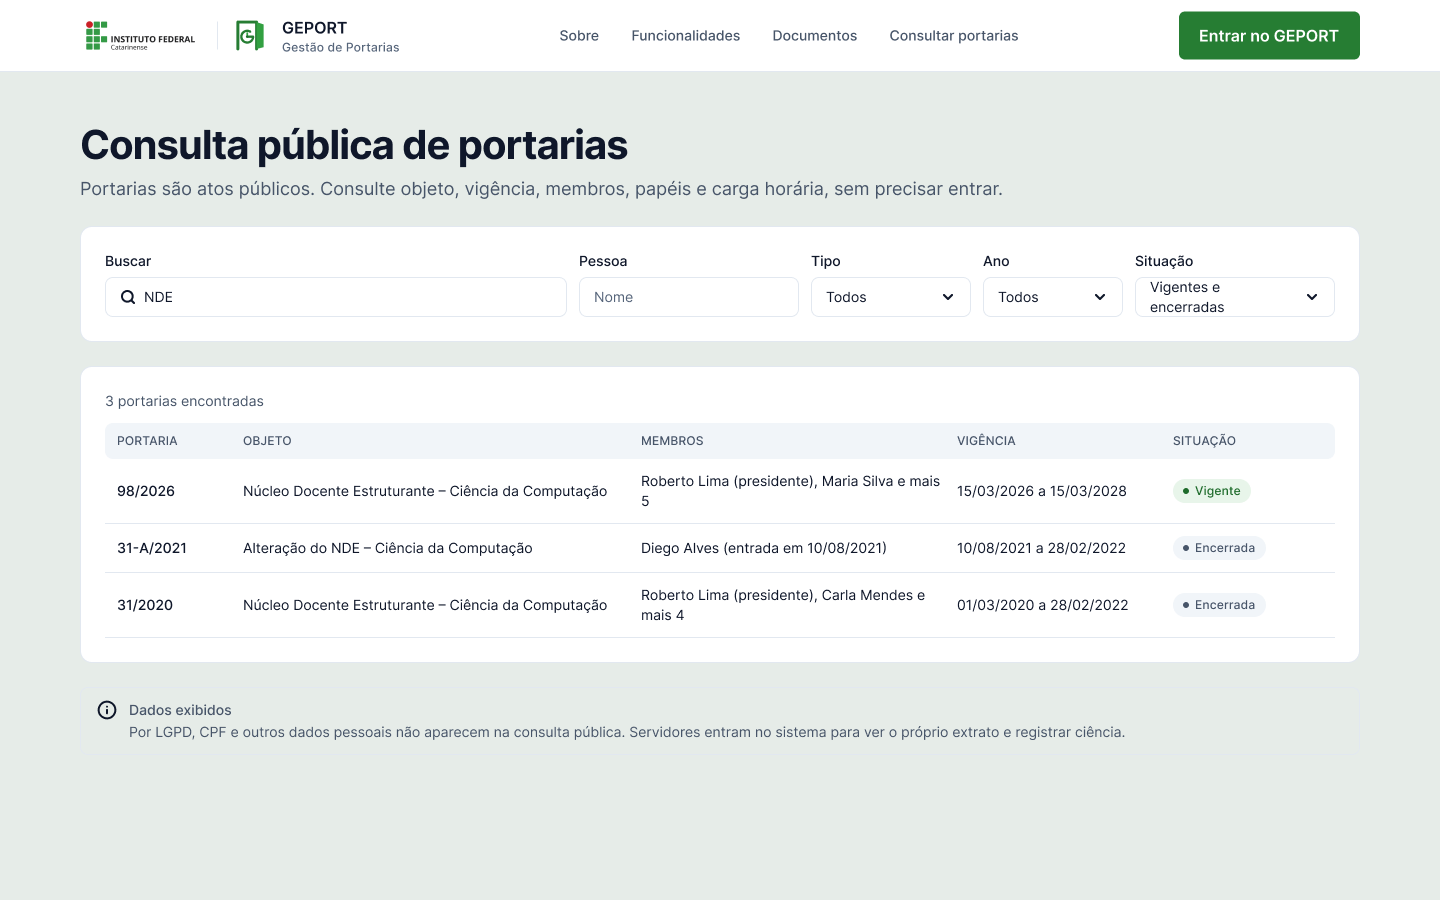 INSTITUTO FEDERAL
Catarinense
GEPORT
Gestão de Portarias
Sobre
Funcionalidades
Documentos
Consultar portarias
Entrar no GEPORT
Consulta pública de portarias
Portarias são atos públicos. Consulte objeto, vigência, membros, papéis e carga horária, sem precisar entrar.
Buscar
Pessoa
Tipo
Ano
Situação
NDE
Nome
Todos
Todos
Vigentes e
encerradas
3 portarias encontradas
PORTARIA
OBJETO
MEMBROS
VIGÊNCIA
SITUAÇÃO
98/2026
Núcleo Docente Estruturante – Ciência da Computação
Roberto Lima (presidente), Maria Silva e mais
5
15/03/2026 a 15/03/2028
Vigente
31-A/2021
Alteração do NDE – Ciência da Computação
Diego Alves (entrada em 10/08/2021)
10/08/2021 a 28/02/2022
Encerrada
31/2020
Núcleo Docente Estruturante – Ciência da Computação
Roberto Lima (presidente), Carla Mendes e
mais 4
01/03/2020 a 28/02/2022
Encerrada
Dados exibidos
Por LGPD, CPF e outros dados pessoais não aparecem na consulta pública. Servidores entram no sistema para ver o próprio extrato e registrar ciência.